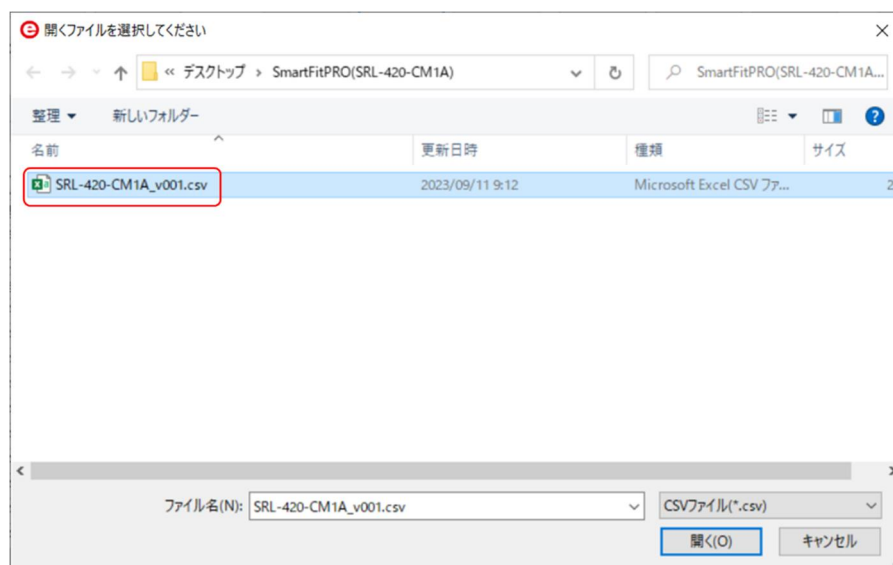 開くファイルを選択してください
« デスクトップ › SmartFitPRO(SRL-420-CM1A)
SmartFitPRO(SRL-420-CM1A...
整理 新しいフォルダー
名前 更新日時 種類 サイズ
SRL-420-CM1A_v001.csv 2023/09/11 9:12 Microsoft Excel CSV ファ... 2
ファイル名(N): SRL-420-CM1A_v001.csv CSVファイル(*.csv)
開く(O) キャンセル